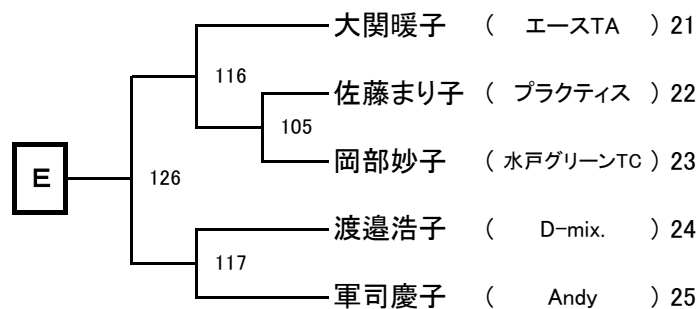 大関暖子 ( エースTA ) 21
116
佐藤まり子 ( プラクティス ) 22
105
岡部妙子 ( 水戸グリーンTC ) 23
E
126
渡邉浩子 ( D-mix. ) 24
117
軍司慶子 ( Andy ) 25